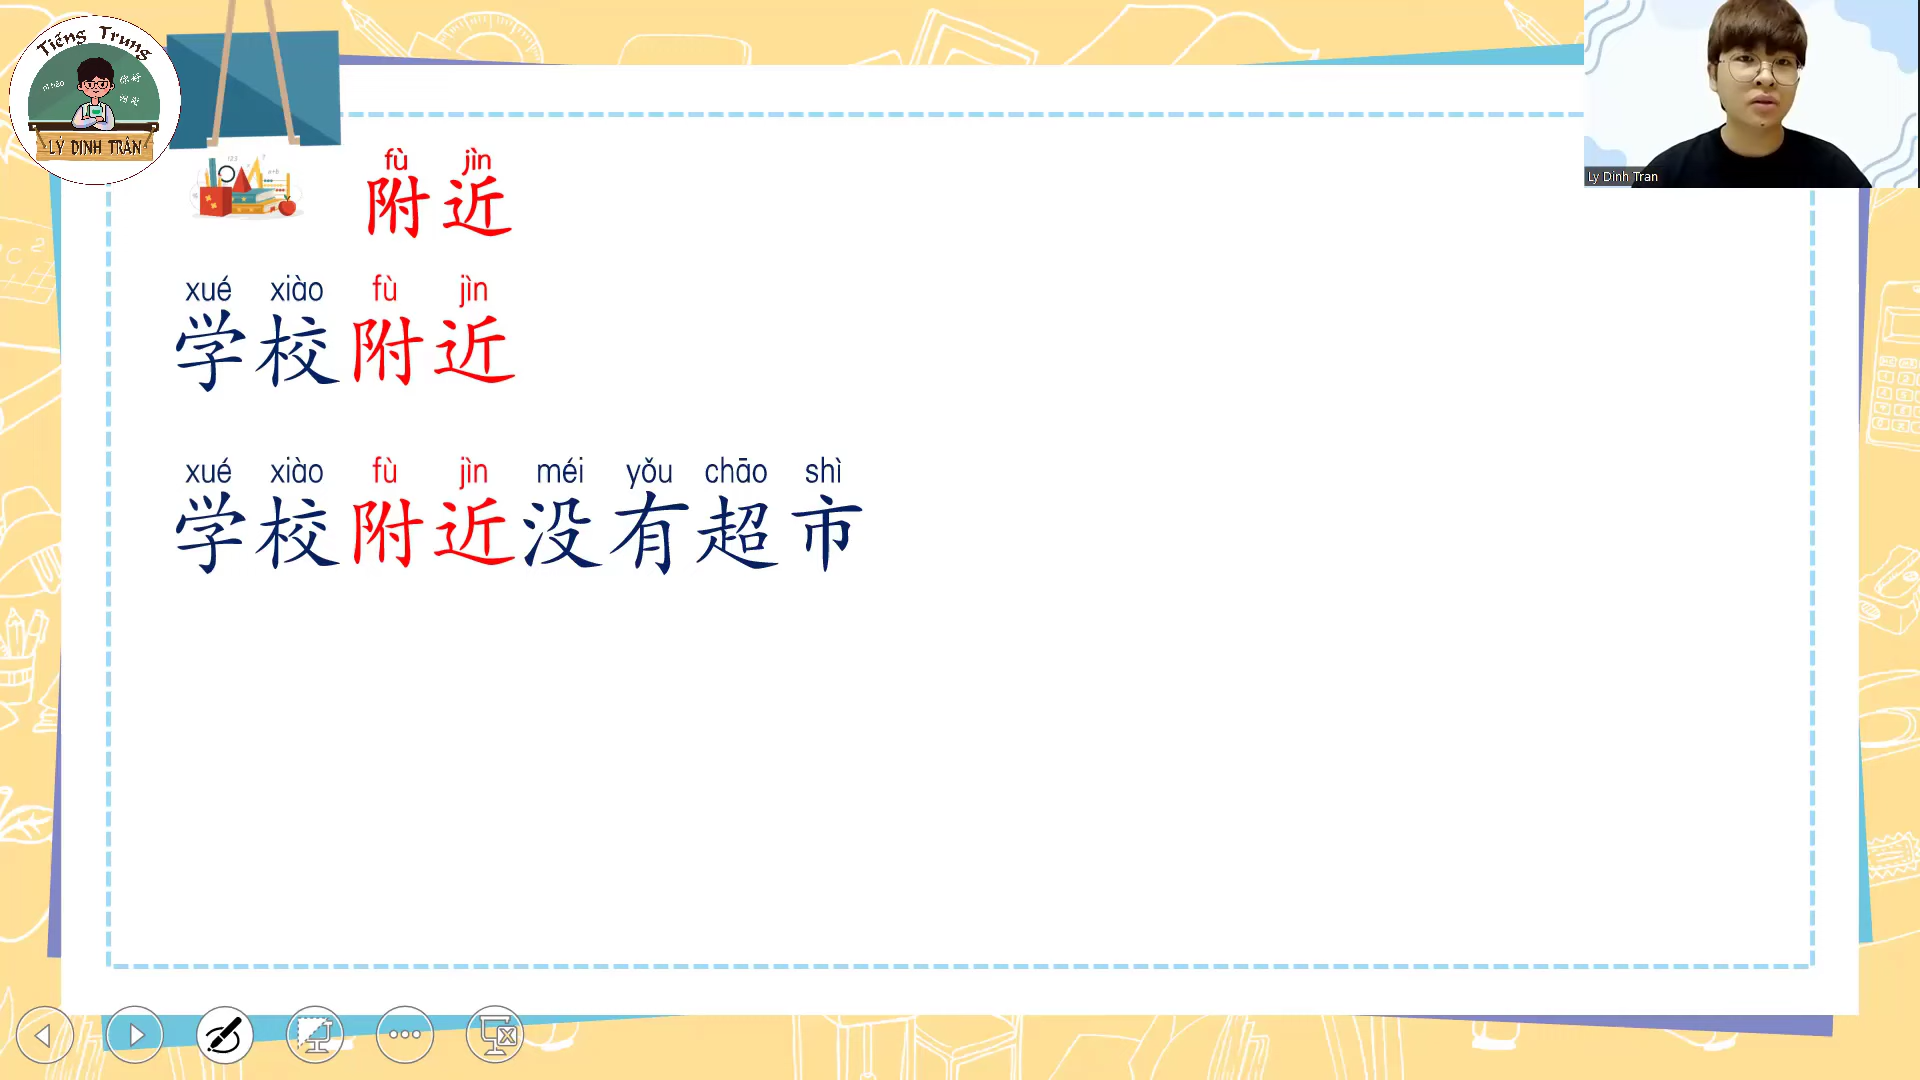 Tiếng Trung
LÝ DINH TRẦN
fù jìn
附近
xué xiào fù jìn
学校附近
xué xiào fù jìn méi yǒu chāo shì
学校附近没有超市
Ly Dinh Tran